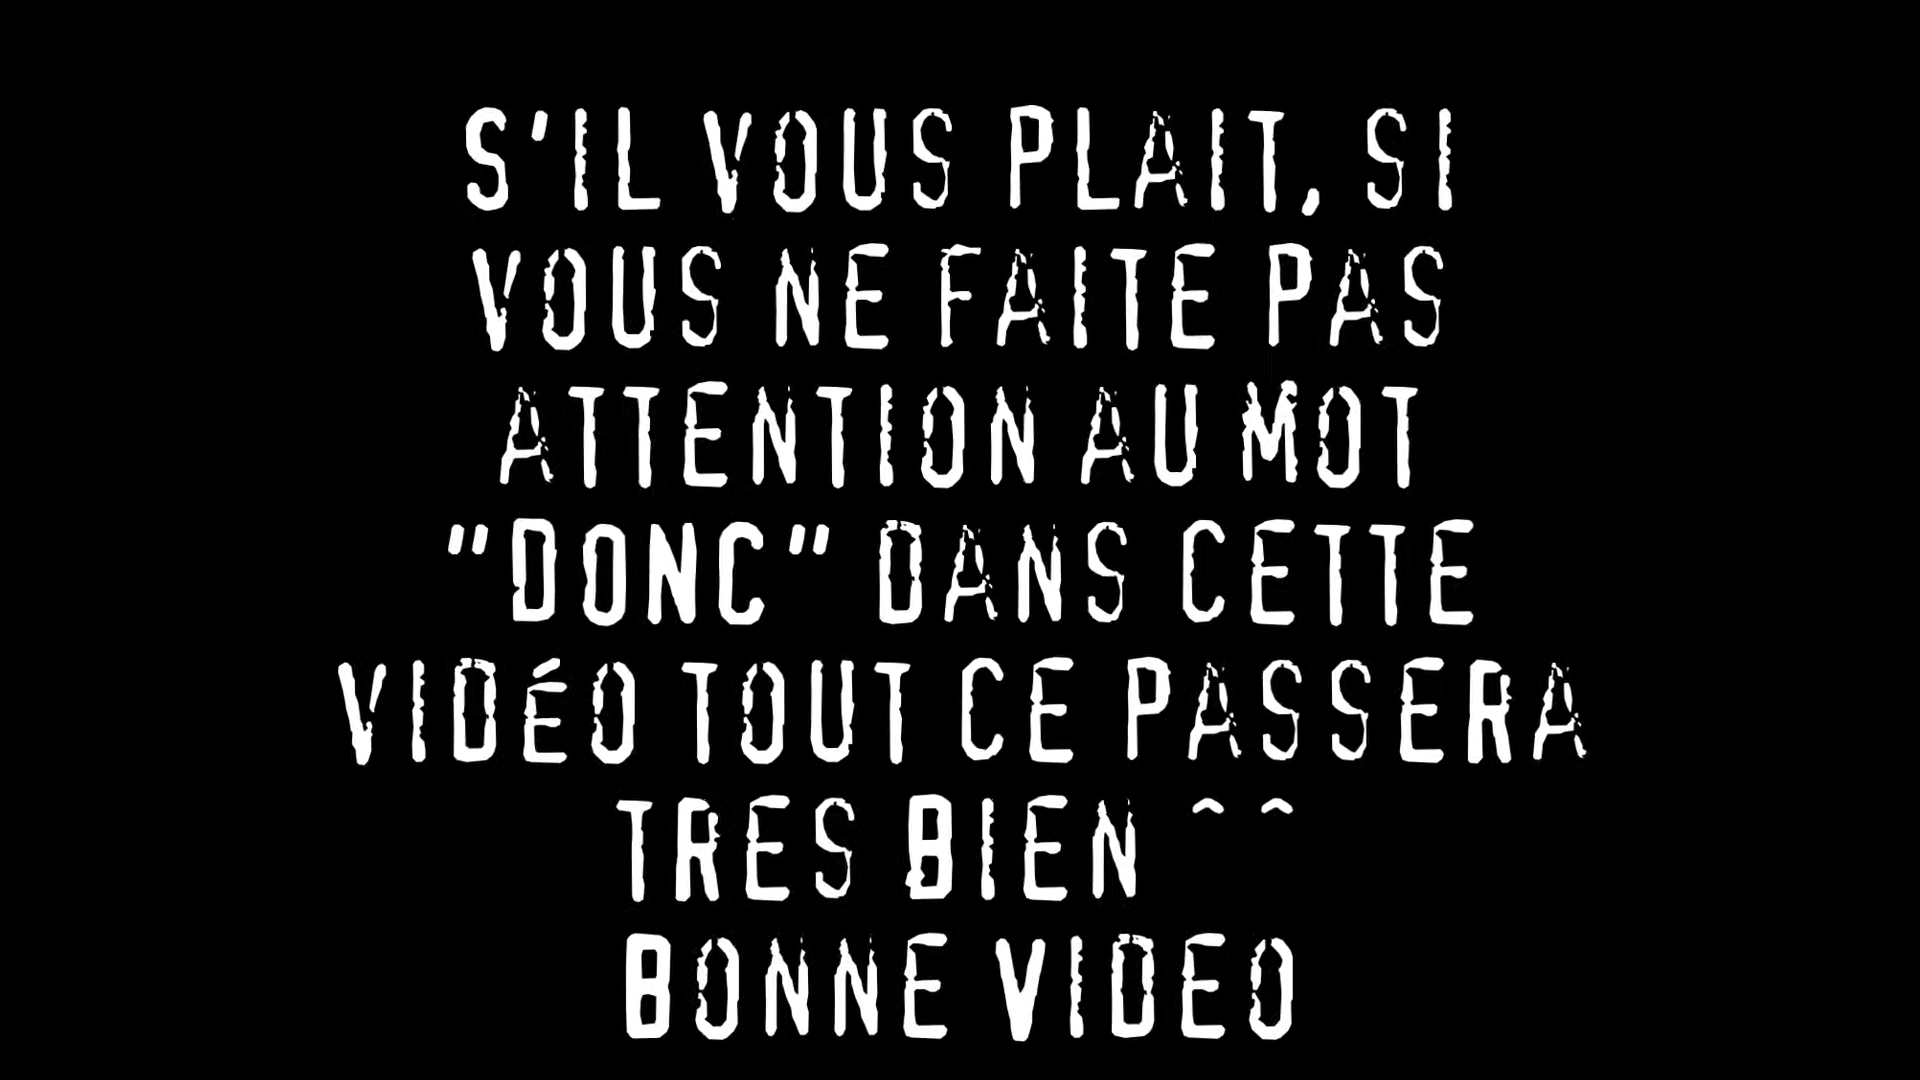 S'IL VOUS PLAIT, SI
VOUS NE FAITE PAS
ATTENTION AU MOT
"DONC" DANS CETTE
VIDÉO TOUT CE PASSERA
TRES BIEN ^^
BONNE VIDEO